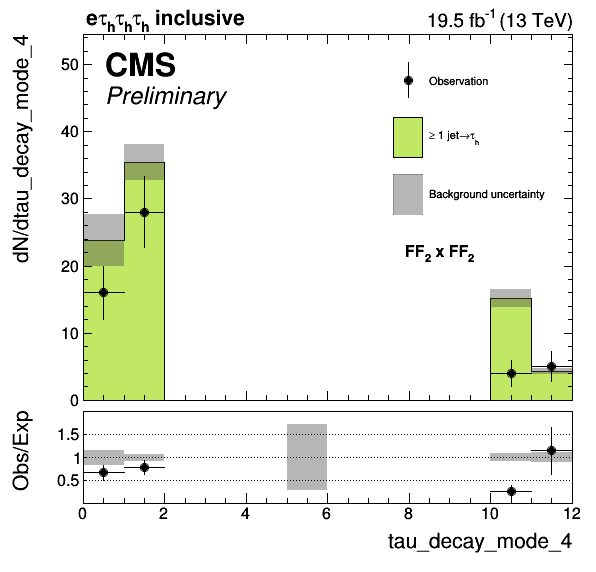 eτhτhτh inclusive
19.5 fb-1 (13 TeV)
dN/dtau_decay_mode_4
CMS
Preliminary
Observation
≥ 1 jet→τh
Background uncertainty
FF2 x FF2
50
40
30
20
10
0
Obs/Exp
1.5
1
0.5
0 2 4 6 8 10 12
tau_decay_mode_4